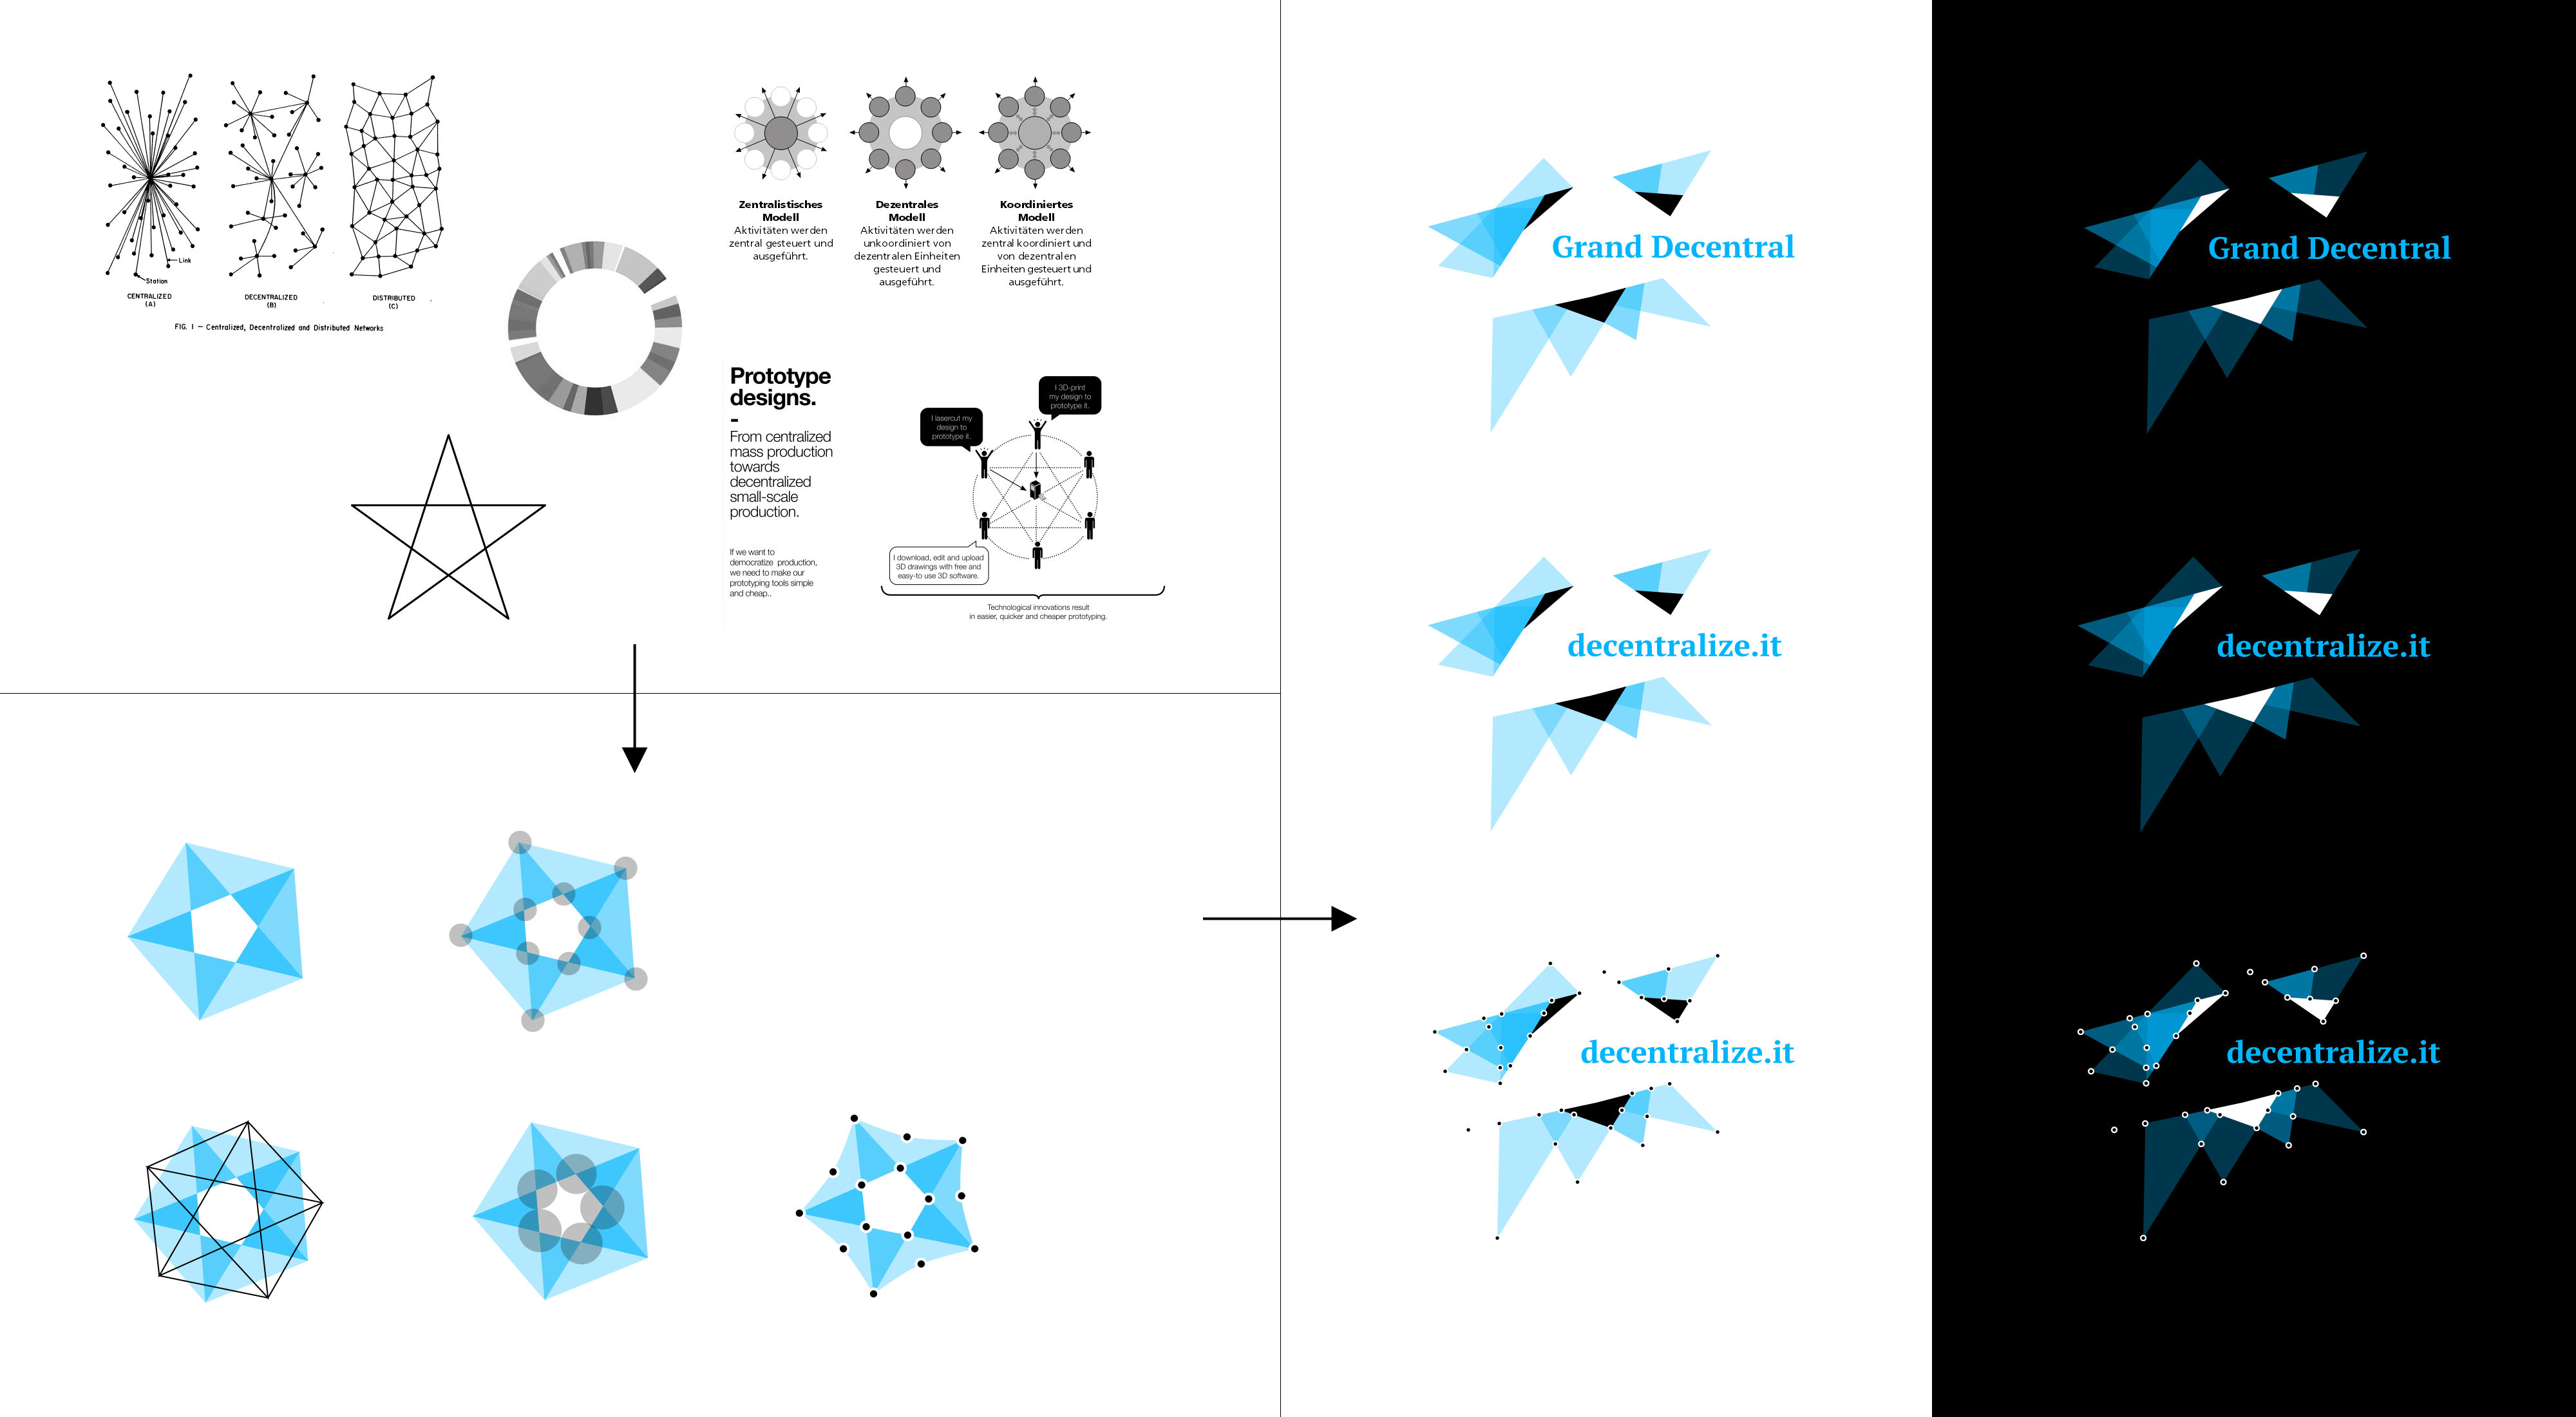 Link
Station
CENTRALIZED
(A)
DECENTRALIZED
(B)
DISTRIBUTED
(C)
FIG. 1 — Centralized, Decentralized and Distributed Networks
Zentralistisches
Modell
Aktivitäten werden
zentral gesteuert und
ausgeführt.
Dezentrales
Modell
Aktivitäten werden
unkoordiniert von
dezentralen Einheiten
gesteuert und
ausgeführt.
Koordiniertes
Modell
Aktivitäten werden
zentral koordiniert und
von dezentralen
Einheiten gesteuert und
ausgeführt.
Prototype
designs.
-
From centralized
mass production
towards
decentralized
small-scale
production.
If we want to
democratize production,
we need to make our
prototyping tools simple
and cheap..
I 3D-print
my design to
prototype it.
I lasercut my
design to
prototype it.
I download, edit and upload
3D drawings with free and
easy-to use 3D software.
Technological innovations result
in easier, quicker and cheaper prototyping.
Grand Decentral
decentralize.it
decentralize.it
Grand Decentral
decentralize.it
decentralize.it